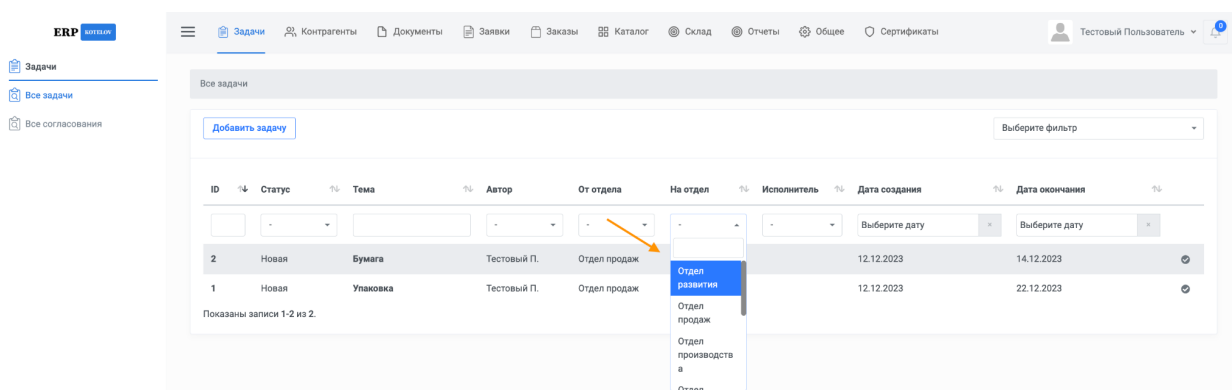 ERP KOTELOV
Задачи Контрагенты Документы Заявки Заказы Каталог Склад Отчеты Общее Сертификаты Тестовый Пользователь 0
Задачи
Все задачи
Все согласования
Все задачи
Добавить задачу Выберите фильтр
ID Статус Тема Автор От отдела На отдел Исполнитель Дата создания Дата окончания
- - - - - Выберите дату × Выберите дату ×
2 Новая Бумага Тестовый П. Отдел продаж 12.12.2023 14.12.2023
1 Новая Упаковка Тестовый П. Отдел продаж 12.12.2023 22.12.2023
Показаны записи 1-2 из 2.
Отдел
развития
Отдел
продаж
Отдел
производств
а
Отдел